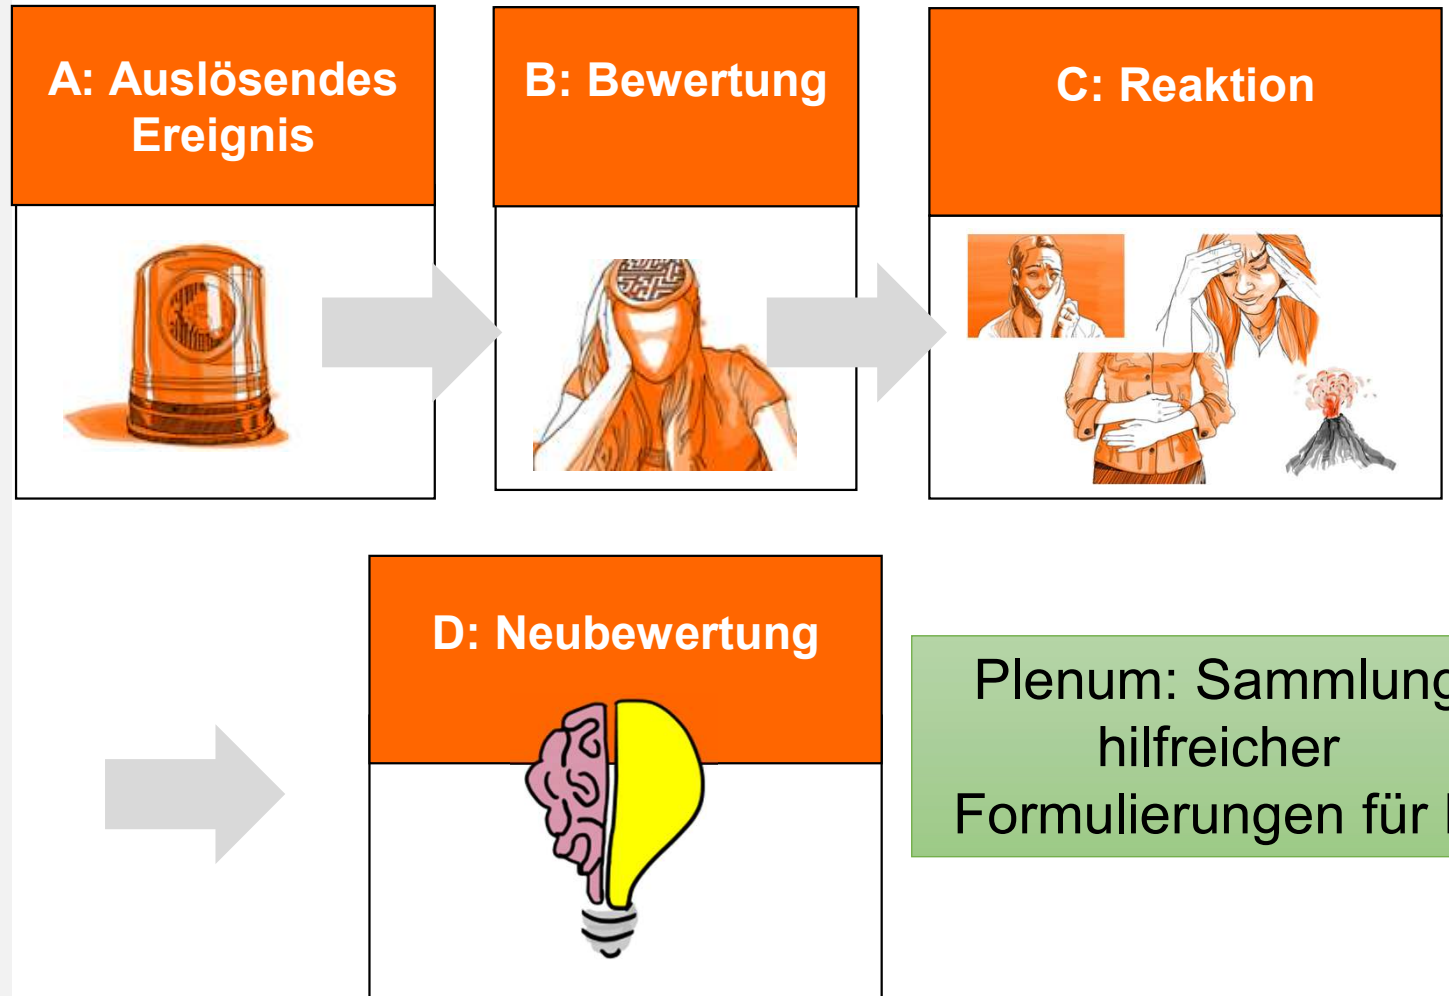 A: Auslösendes
Ereignis
B: Bewertung
C: Reaktion
D: Neubewertung
Plenum: Sammlung
hilfreicher
Formulierungen für